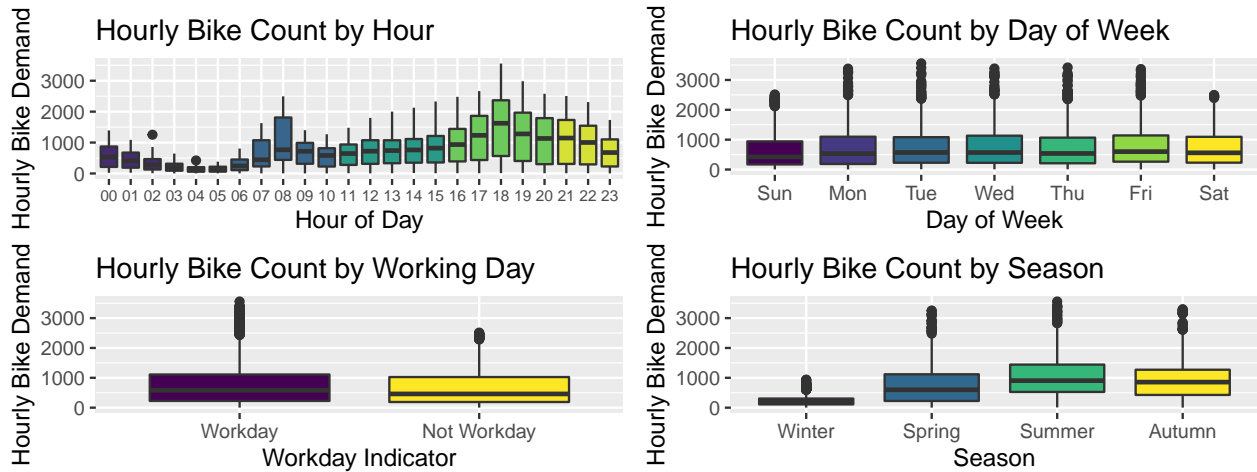 Hourly Bike Count by Hour
Hourly Bike Demand
3000
2000
1000
0
00 01 02 03 04 05 06 07 08 09 10 11 12 13 14 15 16 17 18 19 20 21 22 23
Hour of Day
Hourly Bike Count by Day of Week
Hourly Bike Demand
3000
2000
1000
0
Sun Mon Tue Wed Thu Fri Sat
Day of Week
Hourly Bike Count by Working Day
Hourly Bike Demand
3000
2000
1000
0
Workday Not Workday
Workday Indicator
Hourly Bike Count by Season
Hourly Bike Demand
3000
2000
1000
0
Winter Spring Summer Autumn
Season